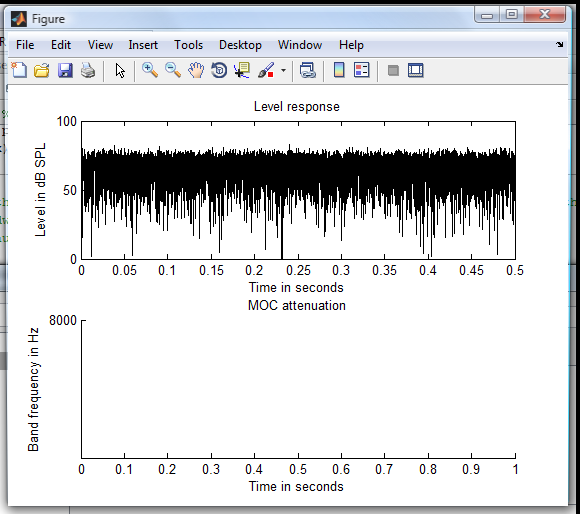 Figure
File Edit View Insert Tools Desktop Window Help
Level response
100
50
0
Level in dB SPL
0 0.05 0.1 0.15 0.2 0.25 0.3 0.35 0.4 0.45 0.5
Time in seconds
MOC attenuation
8000
Band frequency in Hz
0 0.1 0.2 0.3 0.4 0.5 0.6 0.7 0.8 0.9 1
Time in seconds